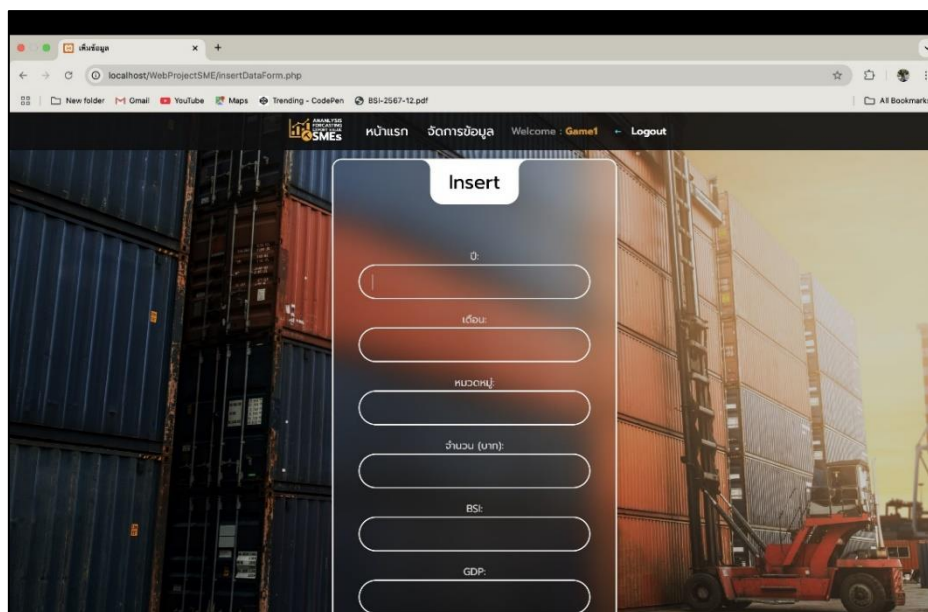 เพิ่มข้อมูล
localhost/WebProjectSME/insertDataForm.php
New folder Gmail YouTube Maps Trending - CodePen BSI-2567-12.pdf All Bookmarks
ANANLYSIS
FORECASTING
EXPORT VALUE
SMEs
หน้าแรก จัดการข้อมูล Welcome : Game1 Logout
Insert
ปี:
เดือน:
หมวดหมู่:
จำนวน (บาท):
BSI:
GDP: